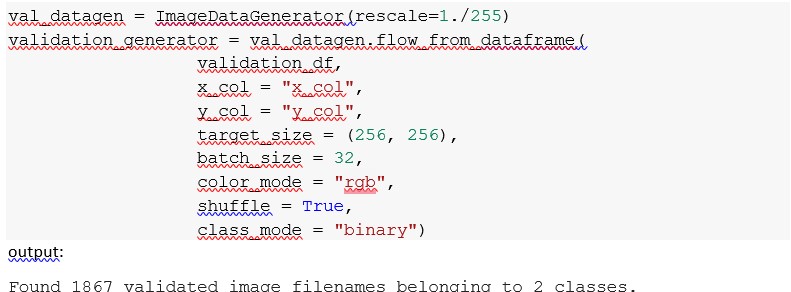 val_datagen = ImageDataGenerator(rescale=1./255)
validation_generator = val_datagen.flow_from_dataframe(
validation_df,
x_col = "x_col",
y_col = "y_col",
target_size = (256, 256),
batch_size = 32,
color_mode = "rgb",
shuffle = True,
class_mode = "binary")
output:
Found 1867 validated image filenames belonging to 2 classes.